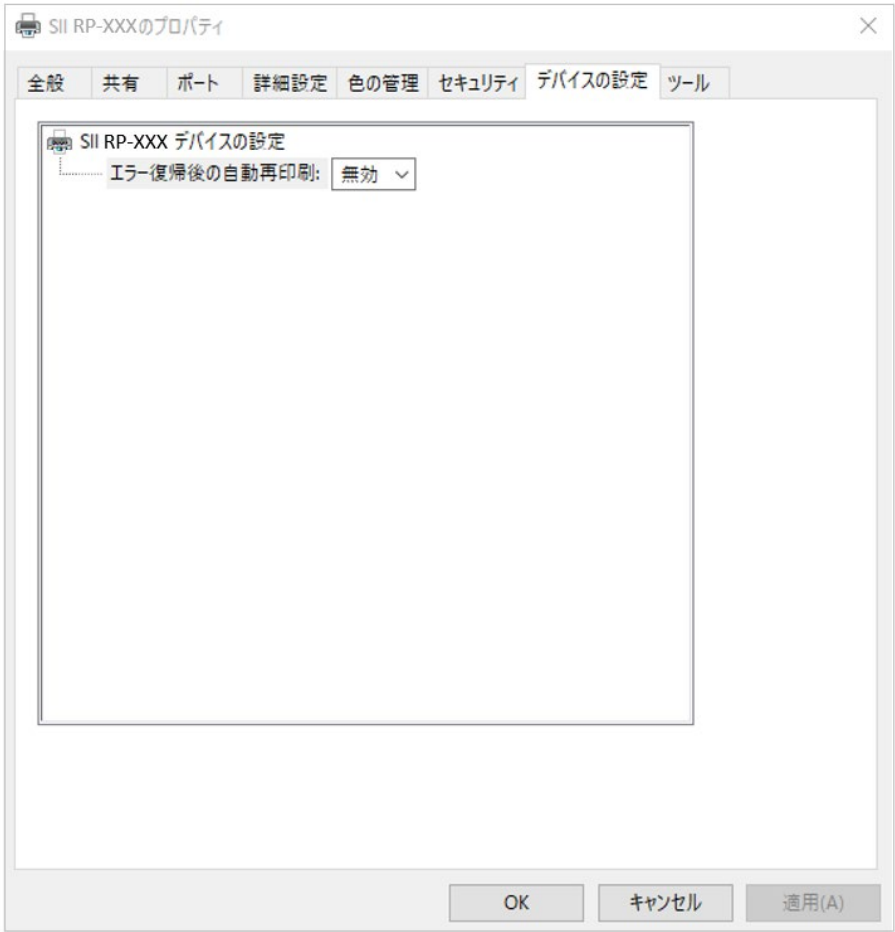 SII RP-XXXのプロパティ
全般 共有 ポート 詳細設定 色の管理 セキュリティ デバイスの設定 ツール
SII RP-XXX デバイスの設定
エラー復帰後の自動再印刷: 無効
OK キャンセル 適用(A)